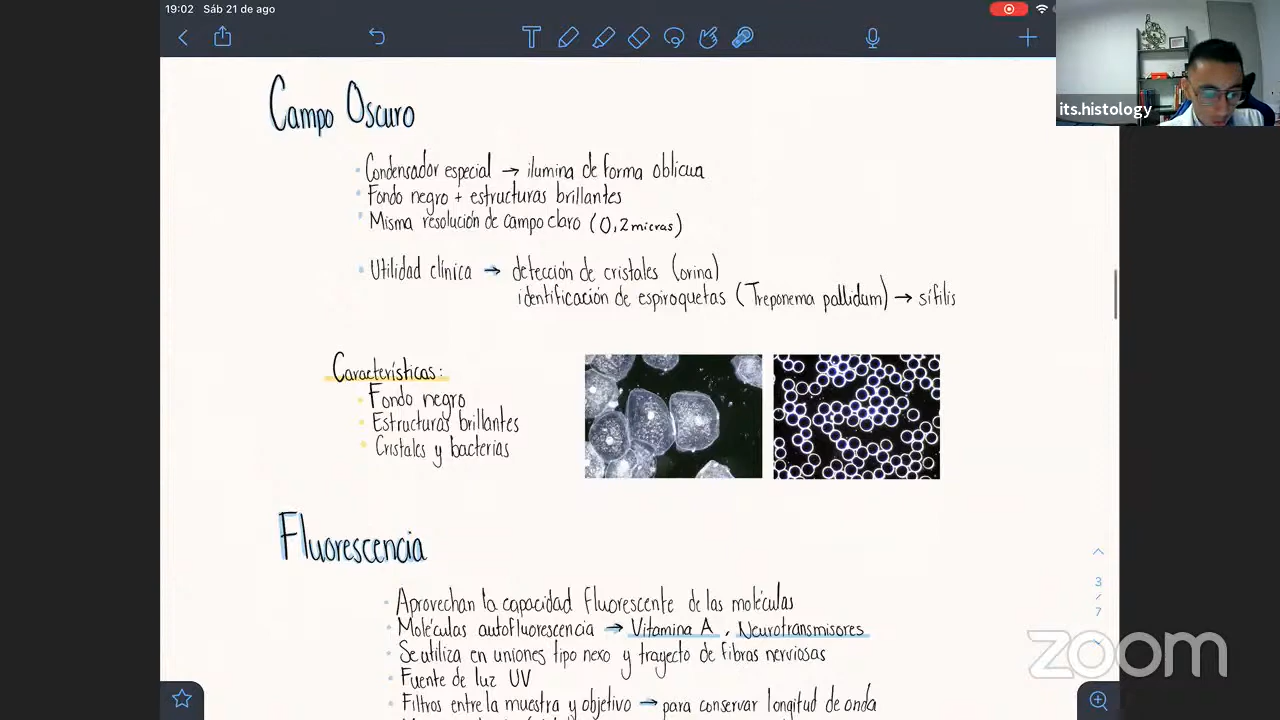 19:02 Sáb 21 de ago
its.histology
Campo Oscuro
Condensador especial → ilumina de forma oblicua
Fondo negro + estructuras brillantes
Misma resolución de campo claro (0,2 micras)
Utilidad clínica → detección de cristales (orina)
identificación de espiroquetas (Treponema pallidum) → sífilis
Características:
Fondo negro
Estructuras brillantes
Cristales y bacterias
Fluorescencia
Aprovechan la capacidad fluorescente de las moléculas
Moléculas autofluorescencia → Vitamina A, Neurotransmisores
Se utiliza en uniones tipo nexo y trayecto de fibras nerviosas
Fuente de luz UV
Filtros entre la muestra y objetivo → para conservar longitud de onda
3
/
7
zoom